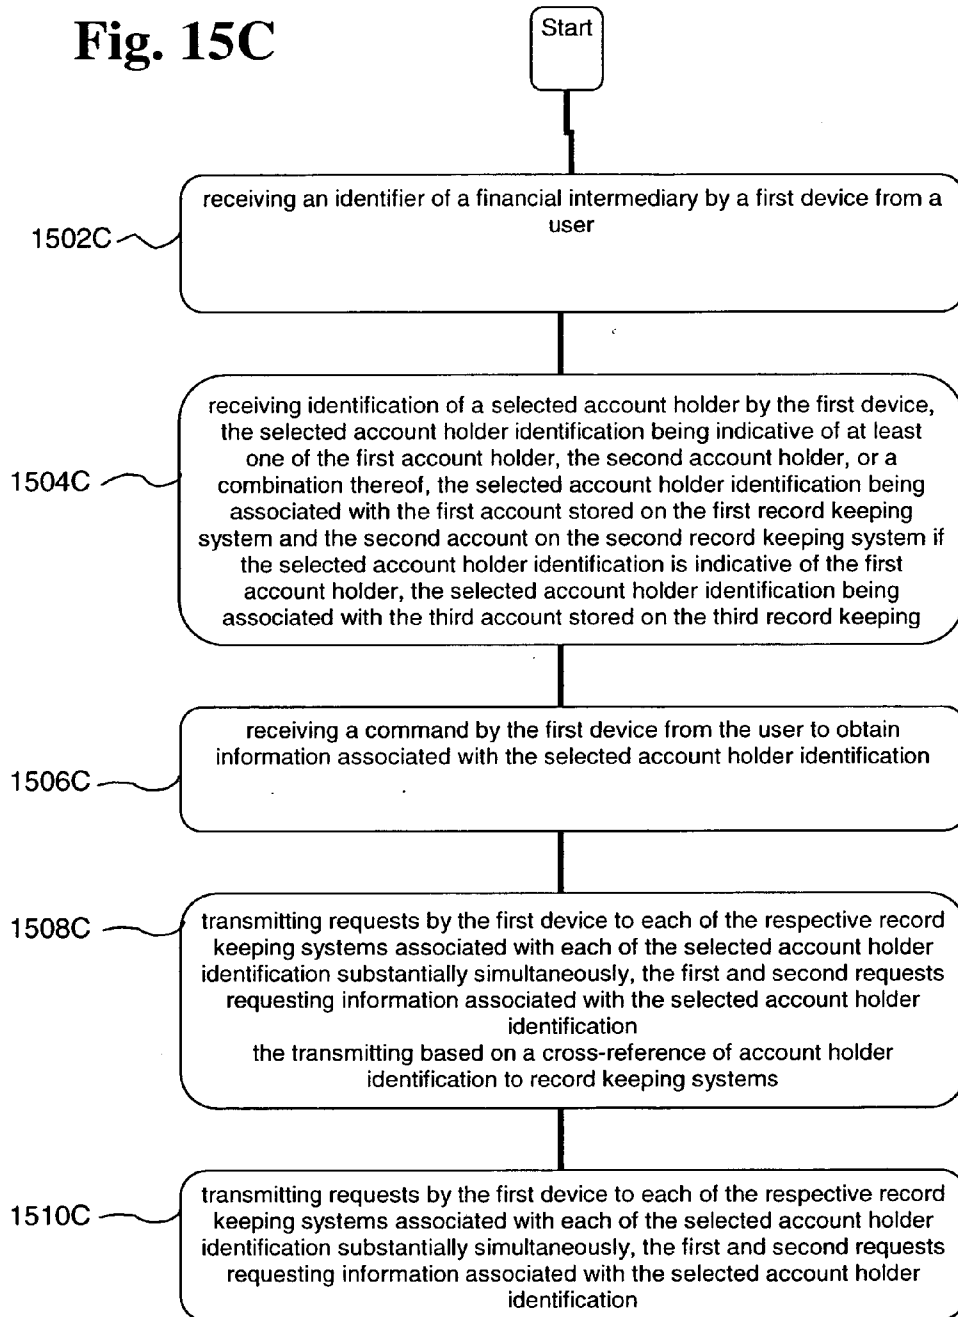 Fig. 15C
Start
receiving an identifier of a financial intermediary by a first device from a
user
1502C
receiving identification of a selected account holder by the first device,
the selected account holder identification being indicative of at least
one of the first account holder, the second account holder, or a
combination thereof, the selected account holder identification being
associated with the first account stored on the first record keeping
system and the second account on the second record keeping system if
the selected account holder identification is indicative of the first
account holder, the selected account holder identification being
associated with the third account stored on the third record keeping
1504C
receiving a command by the first device from the user to obtain
information associated with the selected account holder identification
1506C
transmitting requests by the first device to each of the respective record
keeping systems associated with each of the selected account holder
identification substantially simultaneously, the first and second requests
requesting information associated with the selected account holder
identification
the transmitting based on a cross-reference of account holder
identification to record keeping systems
1508C
transmitting requests by the first device to each of the respective record
keeping systems associated with each of the selected account holder
identification substantially simultaneously, the first and second requests
requesting information associated with the selected account holder
identification
1510C